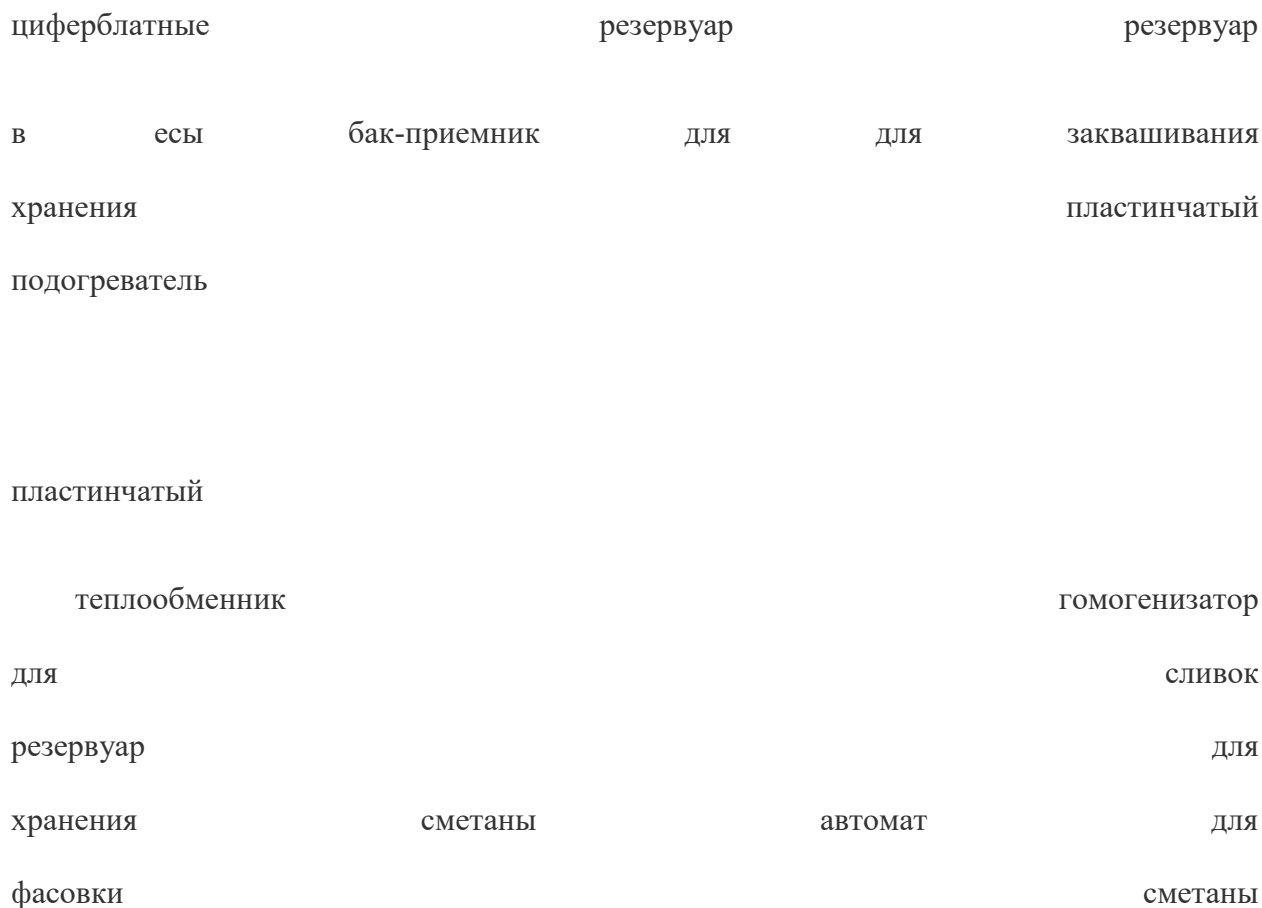 циферблатные резервуар резервуар
в есы бак-приемник для для заквашивания
хранения пластинчатый
подогреватель
пластинчатый
теплообменник гомогенизатор
для сливок
резервуар для
хранения сметаны автомат для
фасовки сметаны